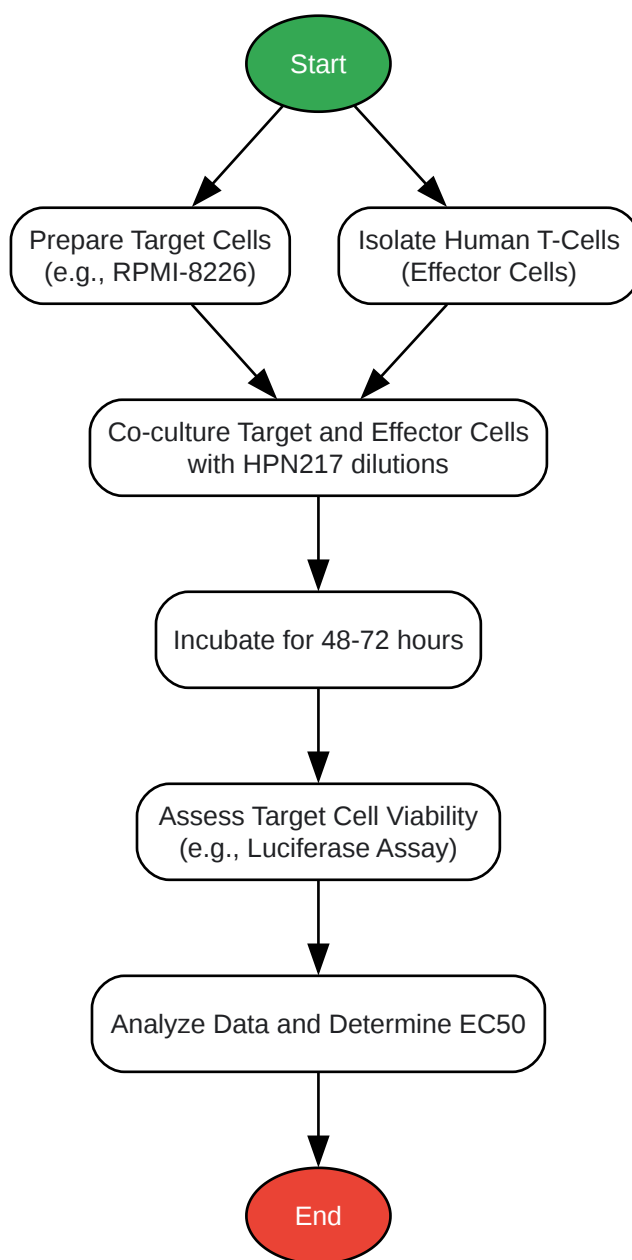 Start
Prepare Target Cells
(e.g., RPMI-8226)
Isolate Human T-Cells
(Effector Cells)
Co-culture Target and Effector Cells
with HPN217 dilutions
Incubate for 48-72 hours
Assess Target Cell Viability
(e.g., Luciferase Assay)
Analyze Data and Determine EC50
End